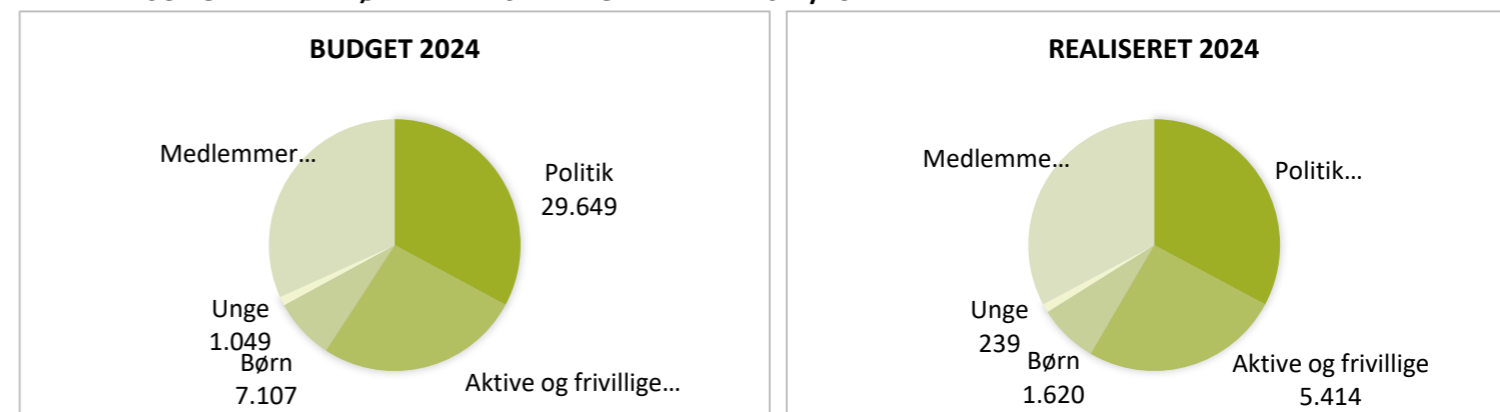 BUDGET 2024
Medlemmer...
Politik
29.649
Unge
1.049
Børn
7.107
Aktive og frivillige...
REALISERET 2024
Medlemme...
Politik...
Unge
239
Børn
1.620
Aktive og frivillige
5.414